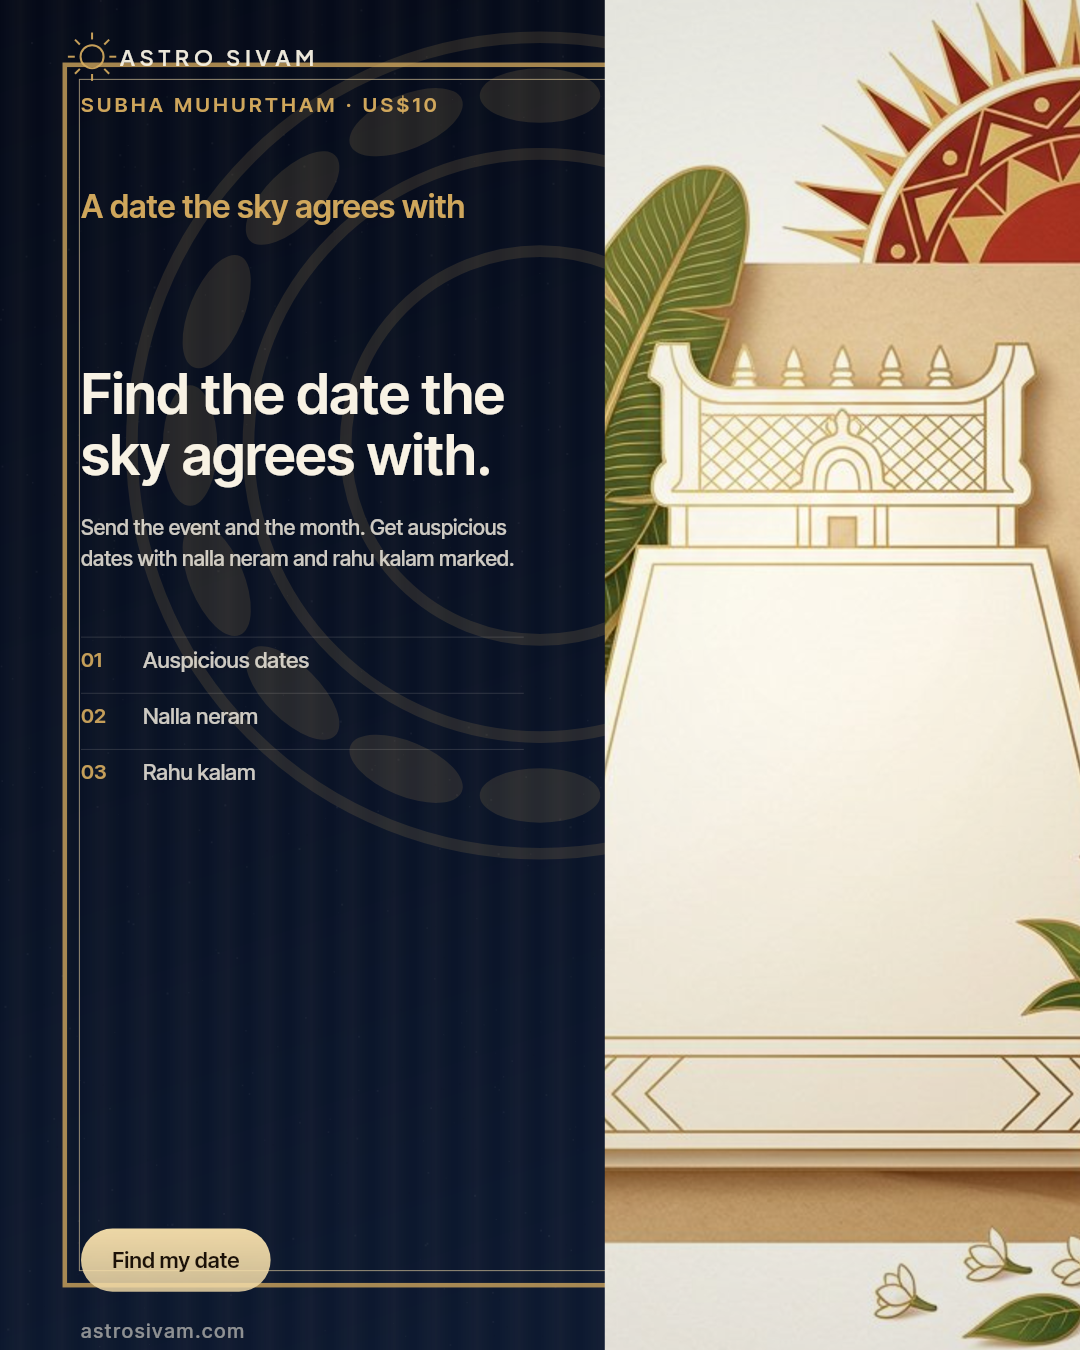 ASTRO SIVAM
SUBHA MUHURTHAM · US$10
A date the sky agrees with
Find the date the
sky agrees with.
Send the event and the month. Get auspicious
dates with nalla neram and rahu kalam marked.
01 Auspicious dates
02 Nalla neram
03 Rahu kalam
Find my date
astrosivam.com